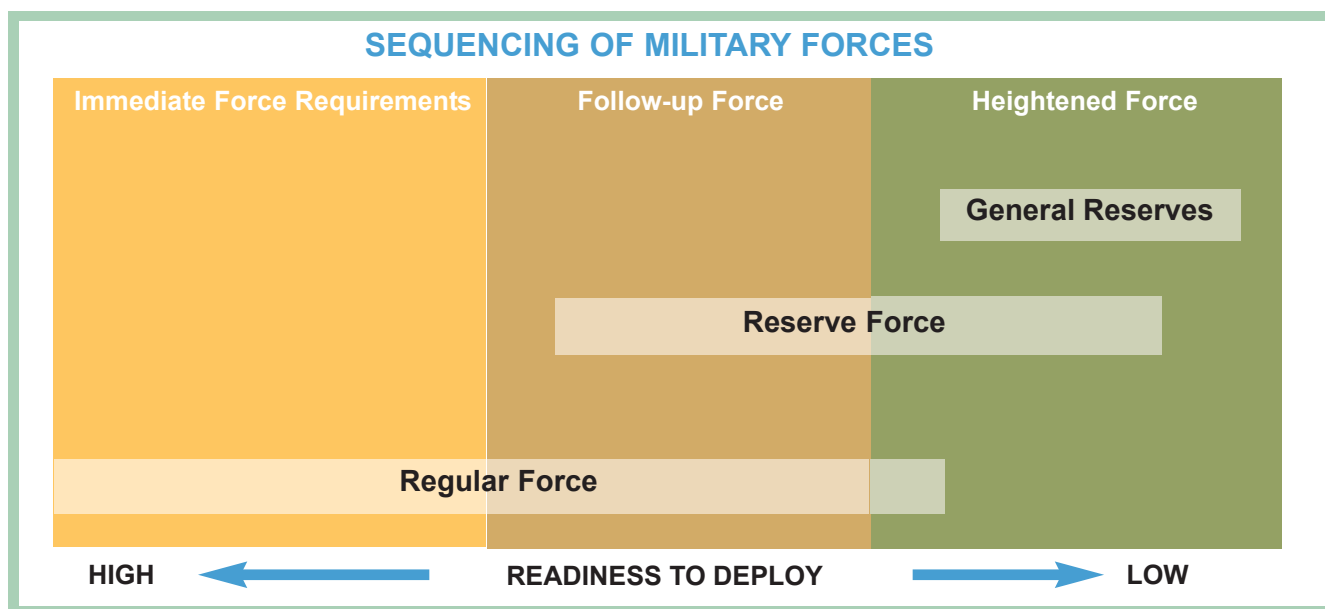 SEQUENCING OF MILITARY FORCES
Immediate Force Requirements
Follow-up Force
Heightened Force
General Reserves
Reserve Force
Regular Force
HIGH
READINESS TO DEPLOY
LOW